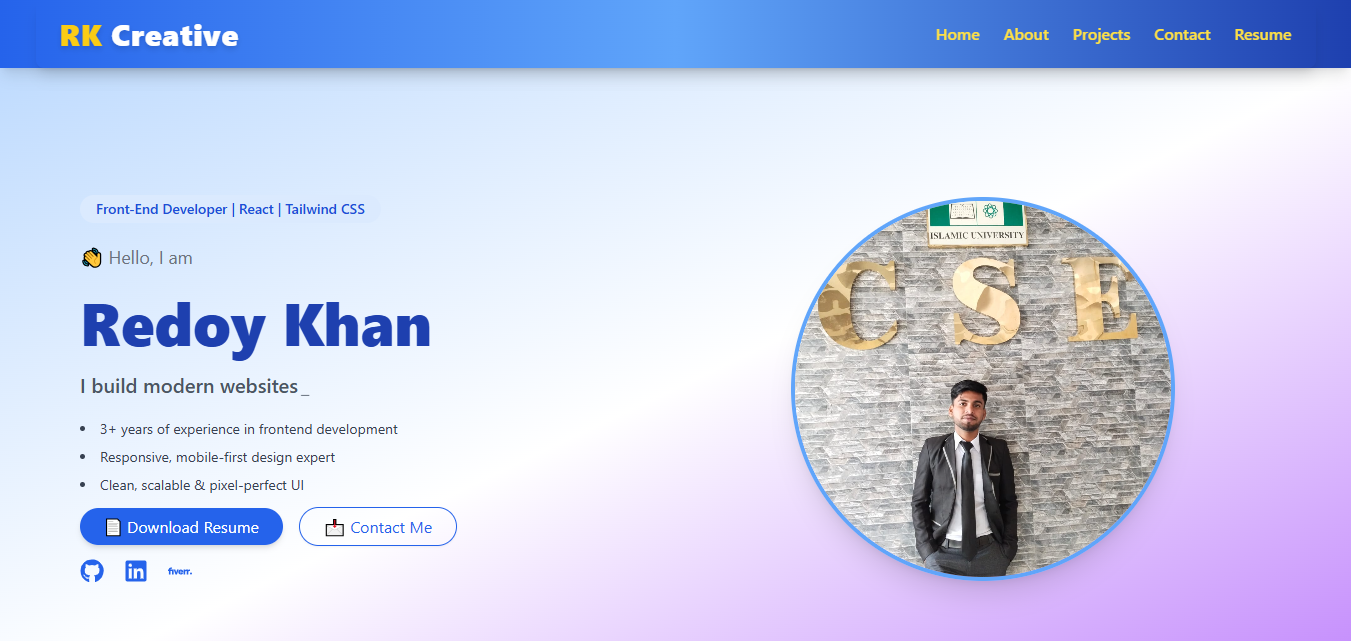 RK Creative
Home About Projects Contact Resume
Front-End Developer | React | Tailwind CSS
👋 Hello, I am
Redoy Khan
I build modern websites_
• 3+ years of experience in frontend development
• Responsive, mobile-first design expert
• Clean, scalable & pixel-perfect UI
📄 Download Resume
📩 Contact Me
fiverr.
ISLAMIC UNIVERSITY
C S E